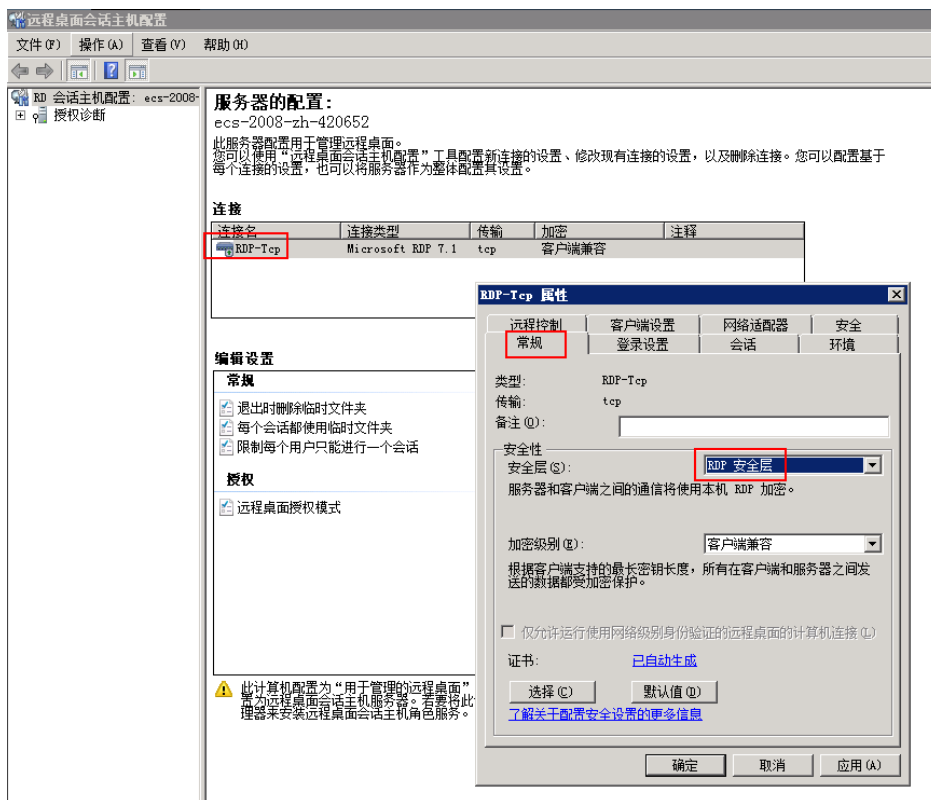 远程桌面会话主机配置
文件(F) 操作(A) 查看(V) 帮助(H)
RD 会话主机配置: ecs-2008-
授权诊断
服务器的配置:
ecs-2008-zh-420652
此服务器配置用于管理远程桌面。
您可以使用“远程桌面会话主机配置”工具配置新连接的设置、修改现有连接的设置，以及删除连接。您可以配置基于
每个连接的设置，也可以将服务器作为整体配置其设置。
连接
连接名 连接类型 传输 加密 注释
RDP-Tcp Microsoft RDP 7.1 tcp 客户端兼容
编辑设置
常规
退出时删除临时文件夹
每个会话都使用临时文件夹
限制每个用户只能进行一个会话
授权
远程桌面授权模式
此计算机配置为“用于管理的远程桌面”
置为远程桌面会话主机服务器。若要将此
理器来安装远程桌面会话主机角色服务。
RDP-Tcp 属性
远程控制 客户端设置 网络适配器 安全
常规 登录设置 会话 环境
类型: RDP-Tcp
传输: tcp
备注(O):
安全性
安全层(S): RDP 安全层
服务器和客户端之间的通信将使用本机 RDP 加密。
加密级别(E): 客户端兼容
根据客户端支持的最长密钥长度，所有在客户端和服务器之间发
送的数据都受加密保护。
仅允许运行使用网络级别身份验证的远程桌面的计算机连接(L)
证书: 已自动生成
选择(C) 默认值(D)
了解关于配置安全设置的更多信息
确定 取消 应用(A)